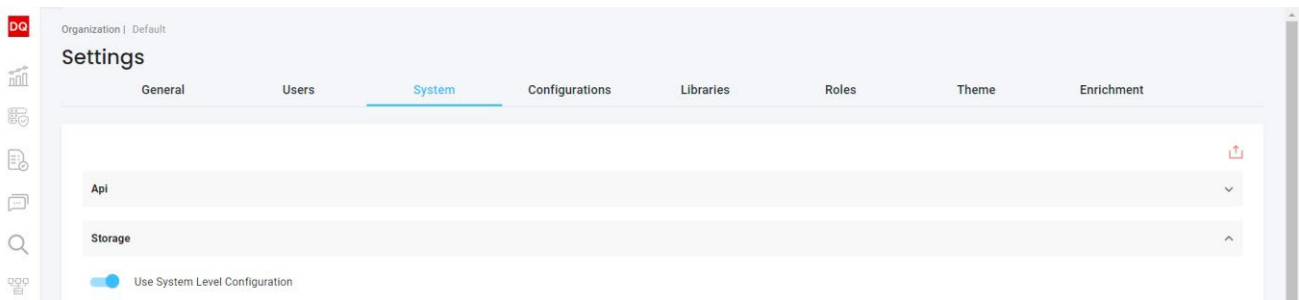 DQ
Organization | Default
Settings
General Users System Configurations Libraries Roles Theme Enrichment
Api
Storage
Use System Level Configuration